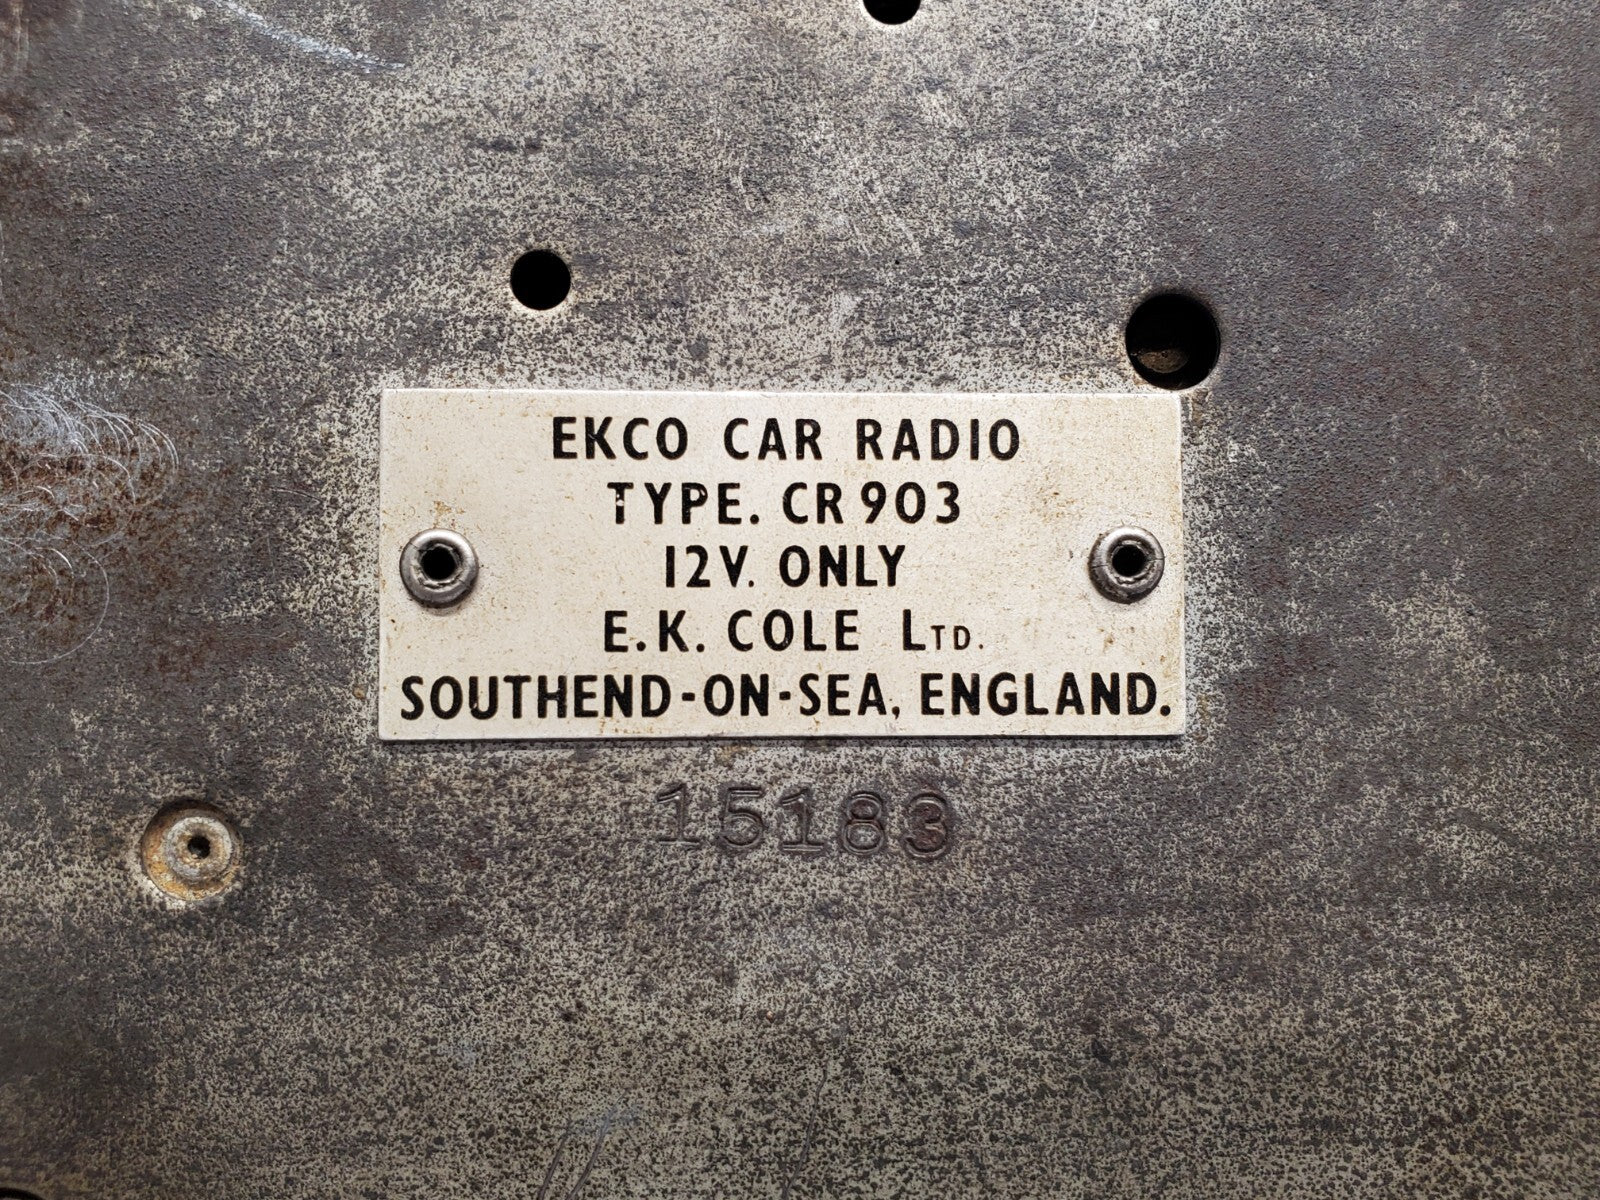 EKCO CAR RADIO
TYPE. CR 903
12V. ONLY
E.K. COLE LTD.
SOUTHEND-ON-SEA, ENGLAND.
15183